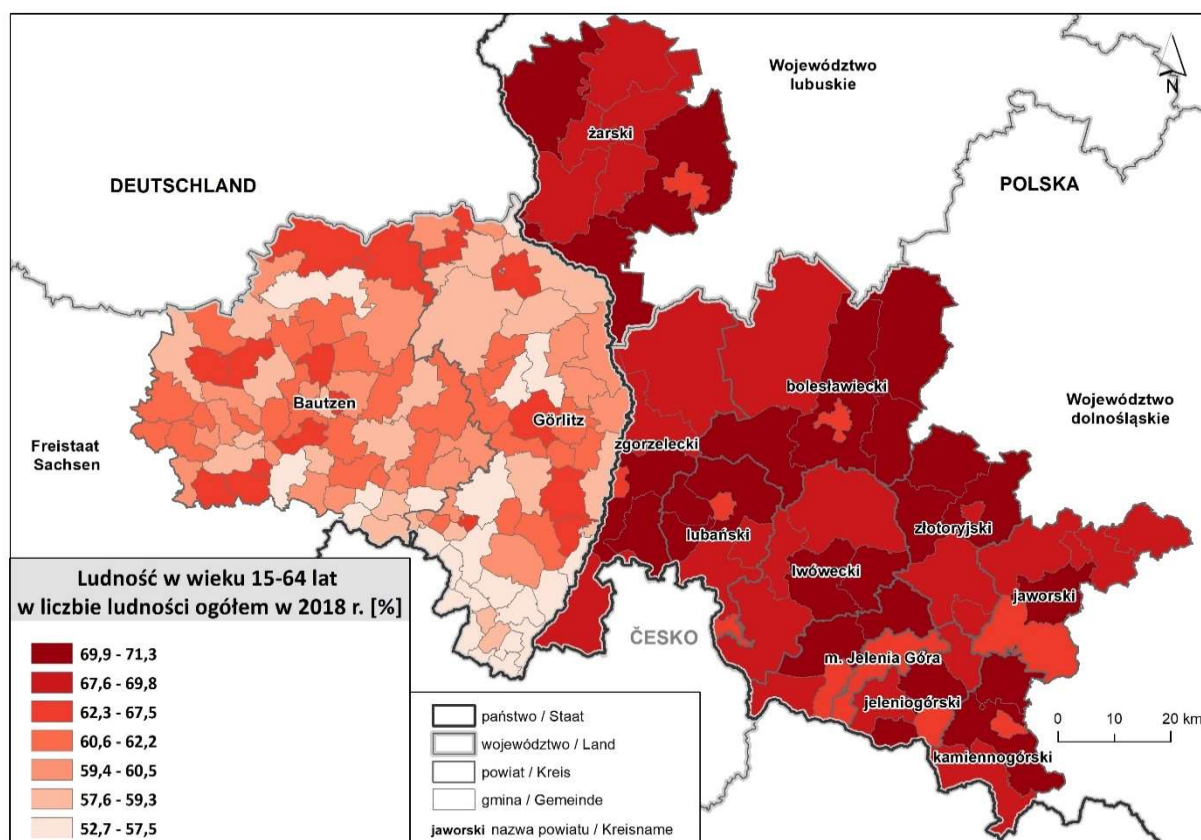 Województwo
lubuskie
N
żarski
DEUTSCHLAND
POLSKA
bolesławiecki
Województwo
dolnośląskie
Bautzen
Görlitz
zgorzelecki
Freistaat
Sachsen
złotoryjski
lubański
lwówecki
jaworski
ČESKO
m. Jelenia Góra
jeleniogórski
kamiennogórski
0 10 20 km
Ludność w wieku 15-64 lat
w liczbie ludności ogółem w 2018 r. [%]
69,9 - 71,3
67,6 - 69,8
62,3 - 67,5
60,6 - 62,2
59,4 - 60,5
57,6 - 59,3
52,7 - 57,5
państwo / Staat
województwo / Land
powiat / Kreis
gmina / Gemeinde
jaworski nazwa powiatu / Kreisname